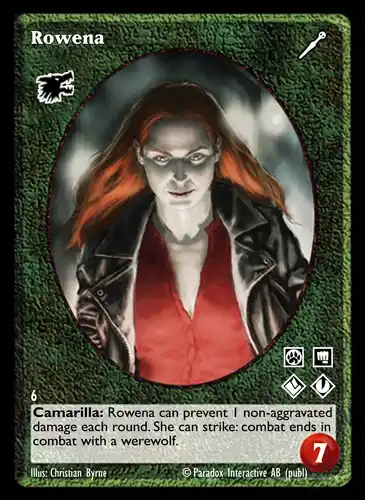 Rowena
6
Camarilla: Rowena can prevent 1 non-aggravated
damage each round. She can strike: combat ends in
combat with a werewolf.
7
Illus: Christian Byrne
© Paradox Interactive AB (publ)